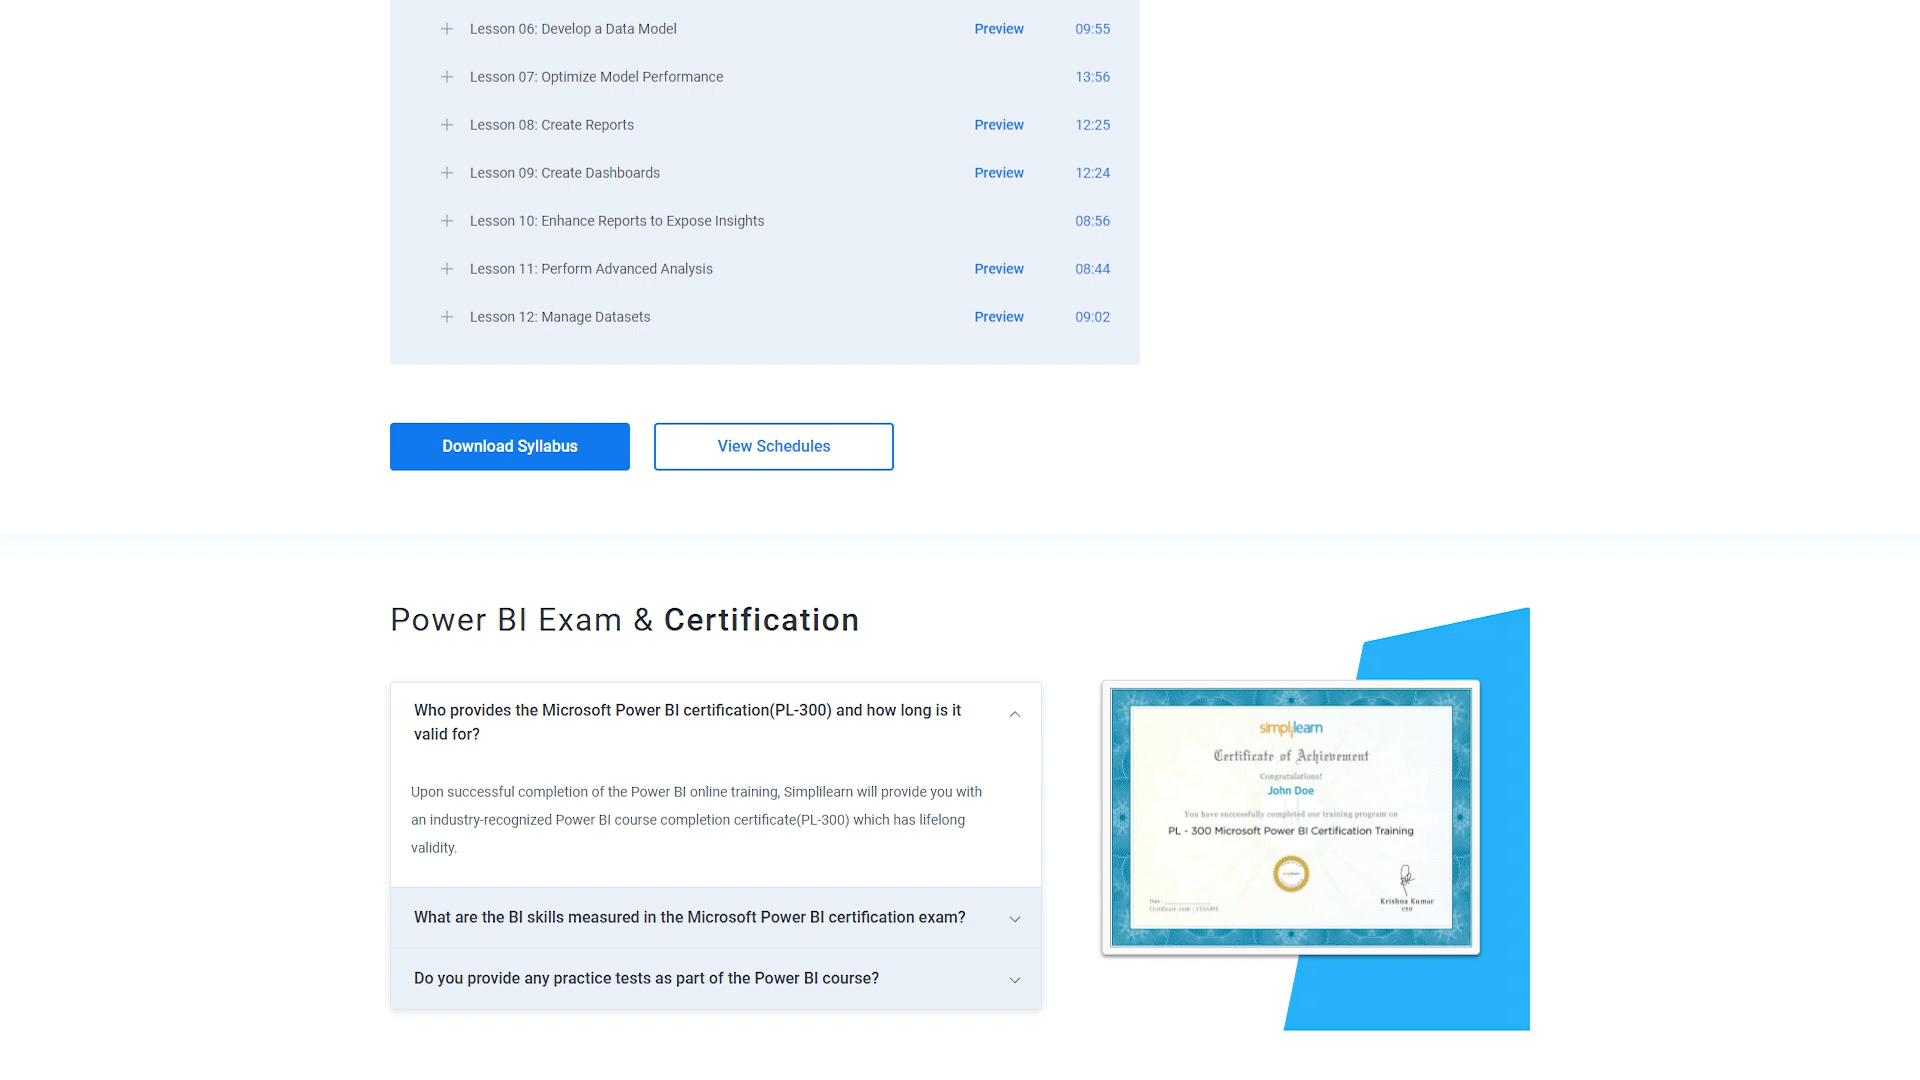 Lesson 06: Develop a Data Model Preview 09:55
Lesson 07: Optimize Model Performance 13:56
Lesson 08: Create Reports Preview 12:25
Lesson 09: Create Dashboards Preview 12:24
Lesson 10: Enhance Reports to Expose Insights 08:56
Lesson 11: Perform Advanced Analysis Preview 08:44
Lesson 12: Manage Datasets Preview 09:02
Download Syllabus View Schedules
Power BI Exam & Certification
Who provides the Microsoft Power BI certification(PL-300) and how long is it
valid for?
Upon successful completion of the Power BI online training, Simplilearn will provide you with
an industry-recognized Power BI course completion certificate(PL-300) which has lifelong
validity.
What are the BI skills measured in the Microsoft Power BI certification exam?
Do you provide any practice tests as part of the Power BI course?
simplilearn
Certificate of Achievement
Congratulations!
John Doe
You have successfully completed our training program on
PL - 300 Microsoft Power BI Certification Training
Krishna Kumar
CEO
Date :
Certificate code :